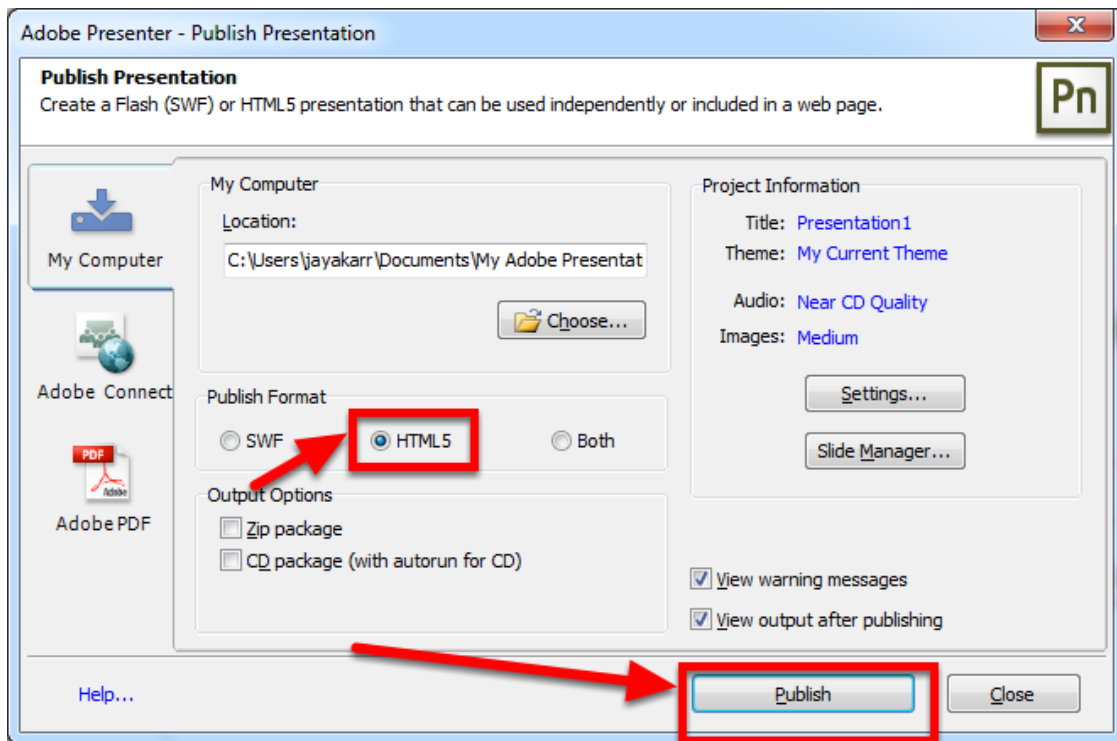 Adobe Presenter - Publish Presentation
Publish Presentation
Create a Flash (SWF) or HTML5 presentation that can be used independently or included in a web page.
Pn
My Computer
Adobe Connect
PDF
Adobe
Adobe PDF
My Computer
Location:
C:\Users\jayakarr\Documents\My Adobe Presentat
Choose...
Publish Format
SWF
HTML5
Both
Output Options
Zip package
CD package (with autorun for CD)
Project Information
Title: Presentation1
Theme: My Current Theme
Audio: Near CD Quality
Images: Medium
Settings...
Slide Manager...
View warning messages
View output after publishing
Help...
Publish
Close